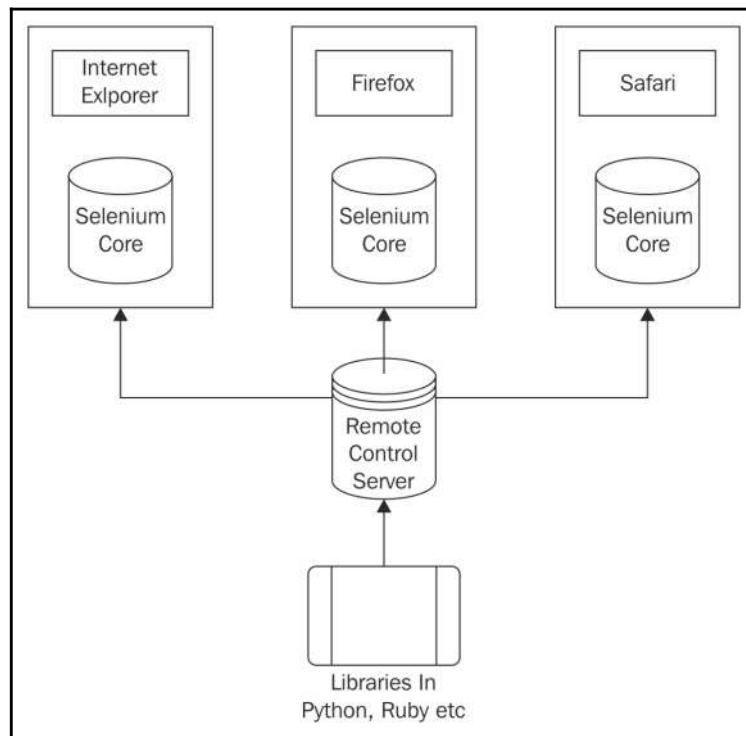 Internet
Exlporer
Firefox
Safari
Selenium
Core
Selenium
Core
Selenium
Core
Remote
Control
Server
Libraries In
Python, Ruby etc